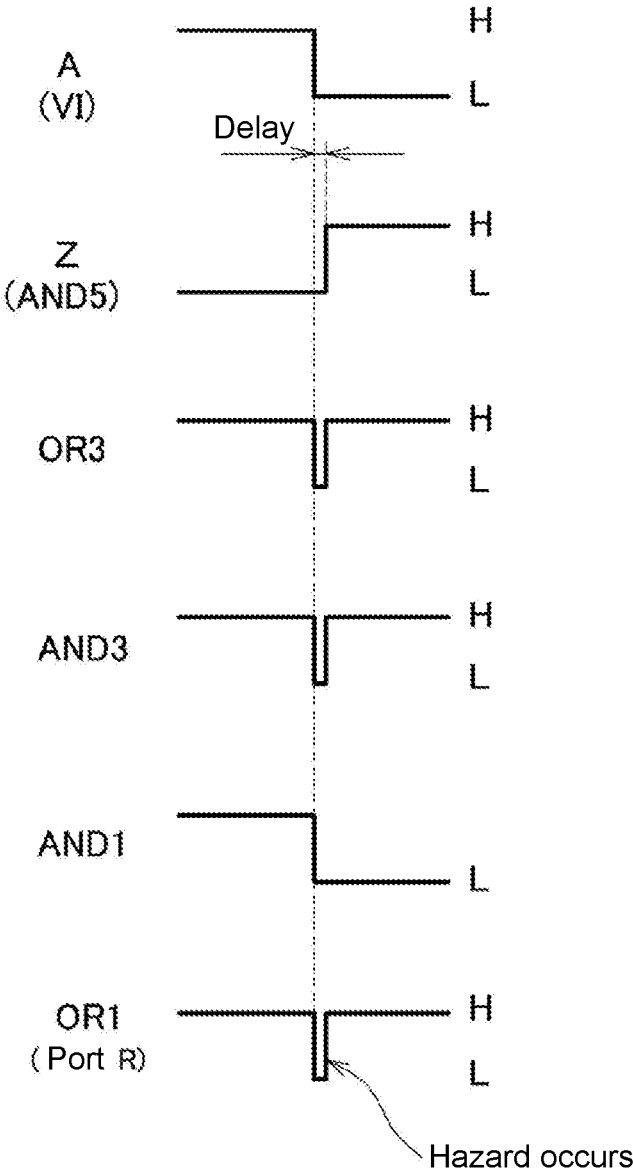 H
A
(VI)
L
Delay
H
Z
(AND5)
L
H
OR3
L
H
AND3
L
AND1
L
H
OR1
(Port R)
L
Hazard occurs